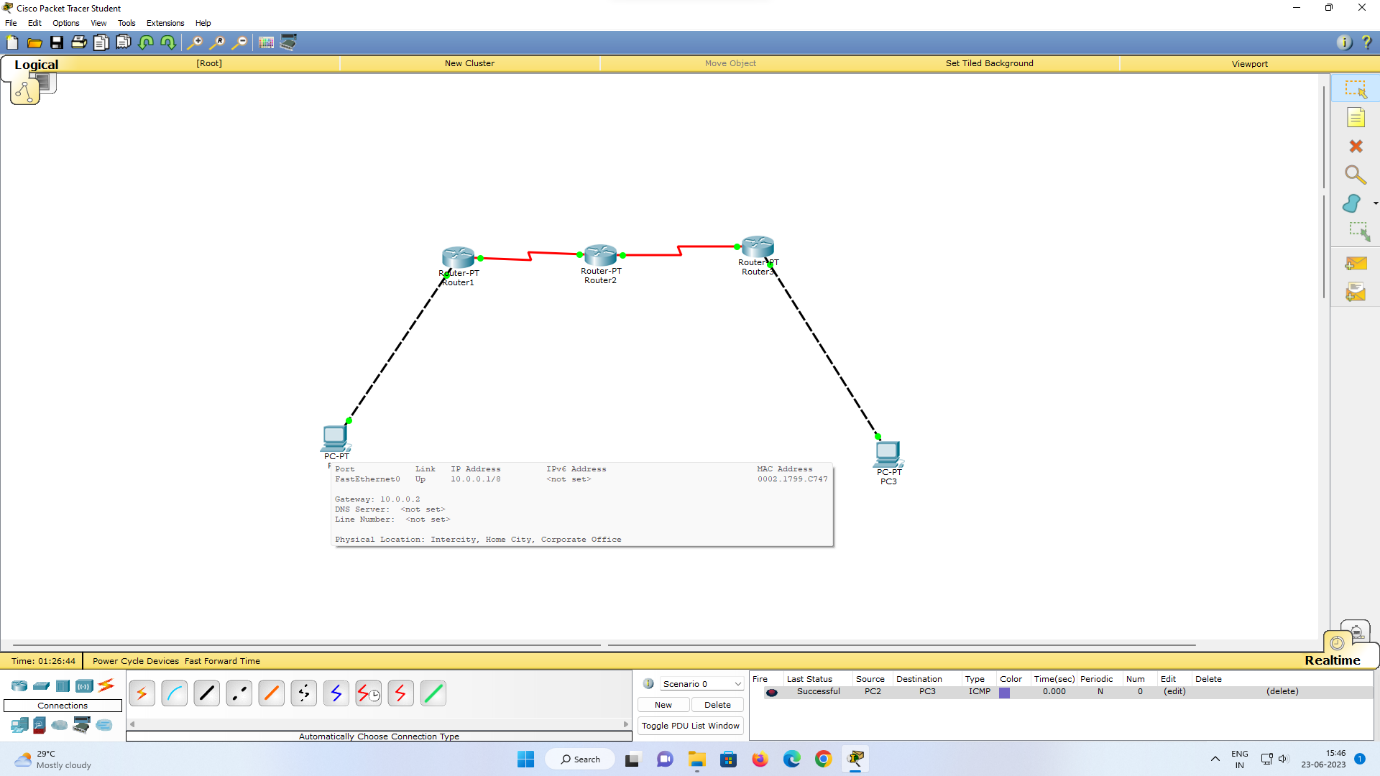 Cisco Packet Tracer Student
File Edit Options View Tools Extensions Help
Logical [Root] New Cluster Move Object Set Tiled Background Viewport
Router-PT
Router1
Router-PT
Router2
Router-PT
Router3
PC-PT
PC-PT
PC3
Port Link IP Address IPv6 Address MAC Address
FastEthernet0 Up 10.0.0.1/8 <not set> 0002.1799.C747
Gateway: 10.0.0.2
DNS Server: <not set>
Line Number: <not set>
Physical Location: Intercity, Home City, Corporate Office
Time: 01:26:44 Power Cycle Devices Fast Forward Time Realtime
Connections
Automatically Choose Connection Type
Scenario 0
New Delete
Toggle PDU List Window
Fire Last Status Source Destination Type Color Time(sec) Periodic Num Edit Delete
Successful PC2 PC3 ICMP 0.000 N 0 (edit) (delete)
29°C
Mostly cloudy
Search
ENG
IN
15:46
23-06-2023
1